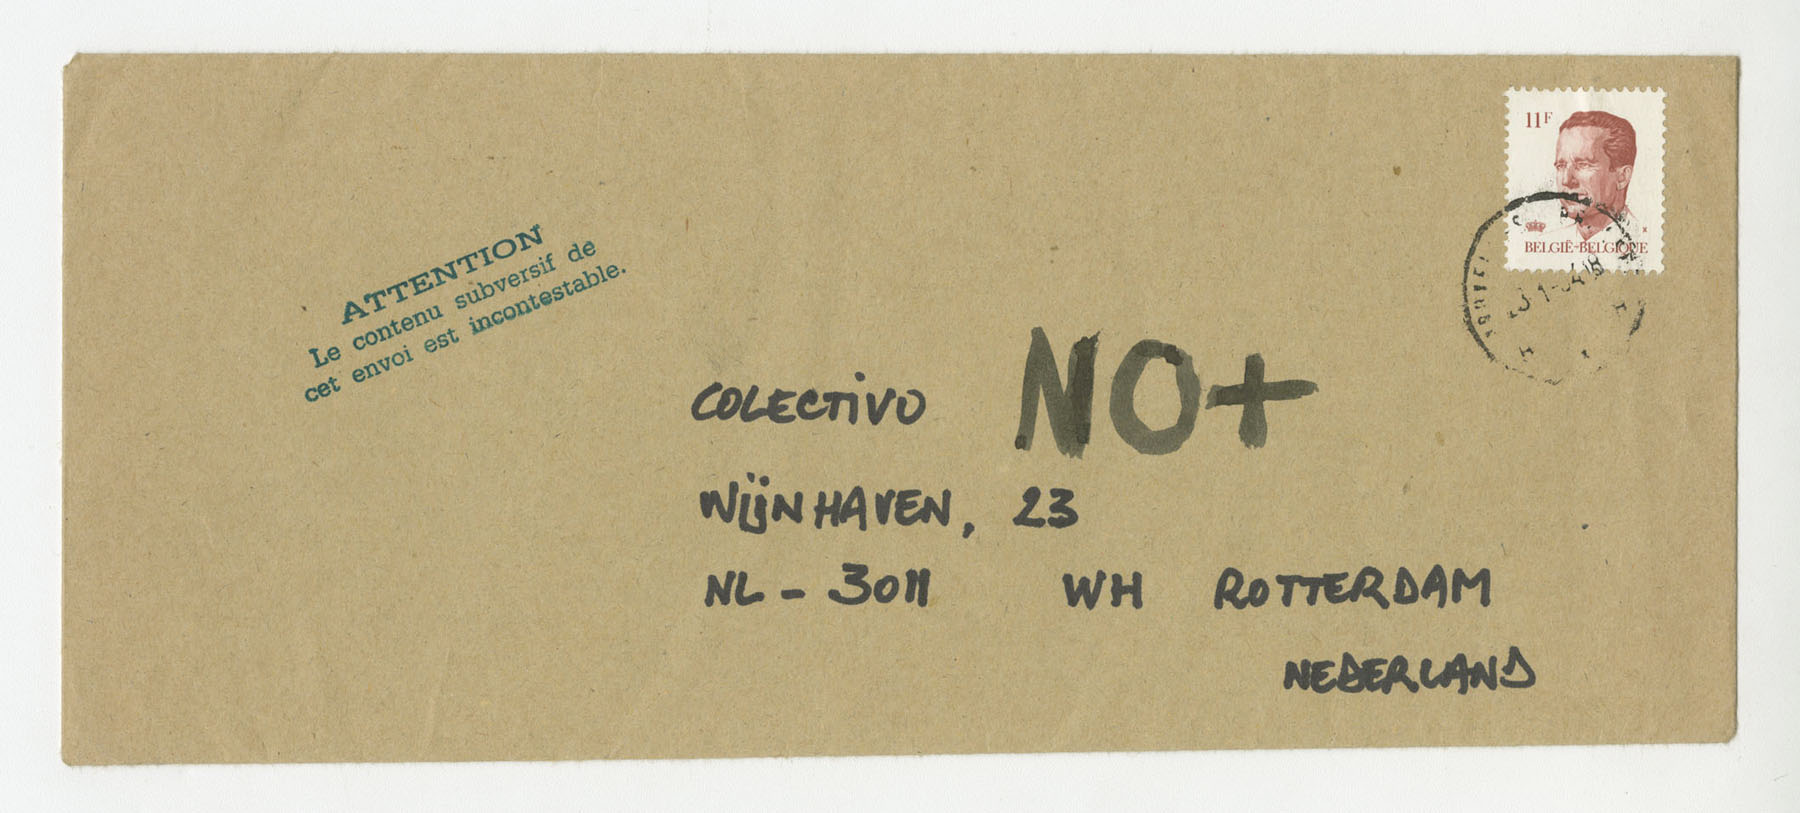 ATTENTION
Le contenu subversif de
cet envoi est incontestable.
11F
BELGIË-BELGIQUE
COLECTIVO NO+
WIJNHAVEN, 23
NL - 3011 WH ROTTERDAM
NEDERLAND